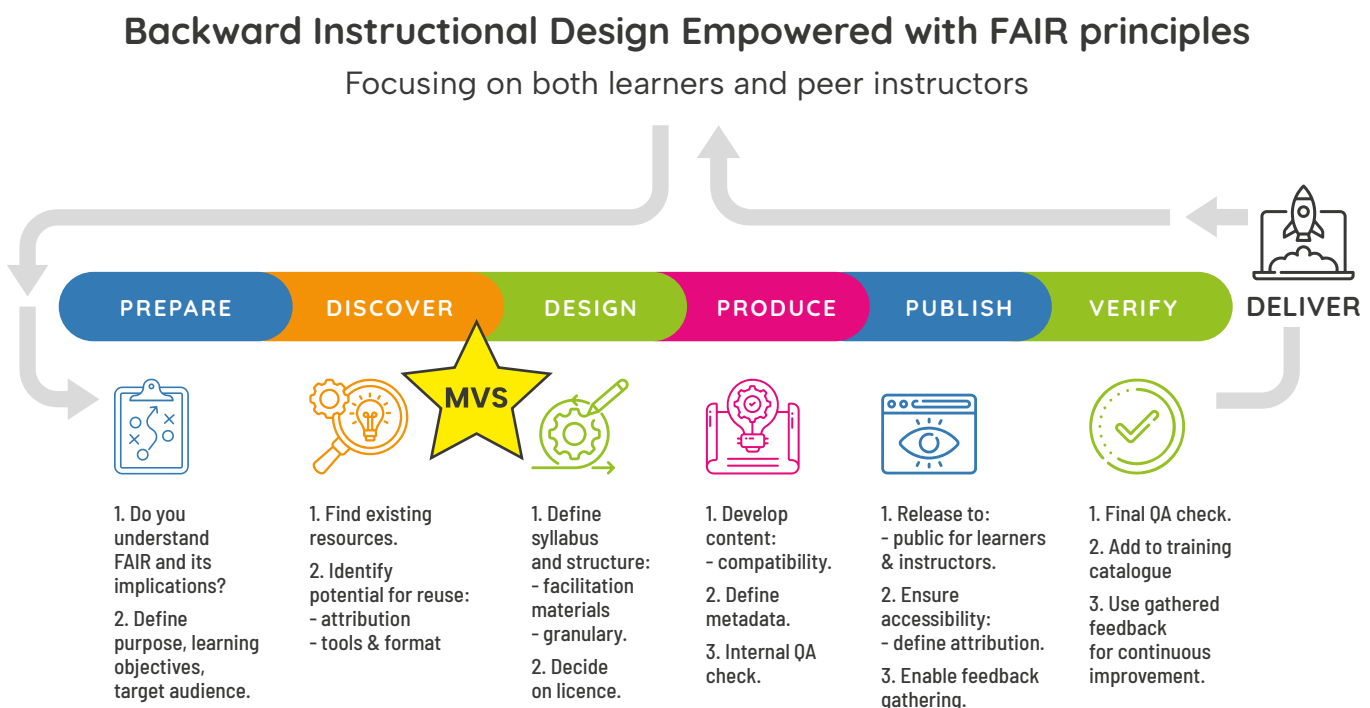 Backward Instructional Design Empowered with FAIR principles
Focusing on both learners and peer instructors
PREPARE
DISCOVER
DESIGN
PRODUCE
PUBLISH
VERIFY
DELIVER
MVS
1. Do you
understand
FAIR and its
implications?
2. Define
purpose, learning
objectives,
target audience.
1. Find existing
resources.
2. Identify
potential for reuse:
- attribution
- tools & format
1. Define
syllabus
and structure:
- facilitation
materials
- granulary.
2. Decide
on licence.
1. Develop
content:
- compatibility.
2. Define
metadata.
3. Internal QA
check.
1. Release to:
- public for learners
& instructors.
2. Ensure
accessibility:
- define attribution.
3. Enable feedback
gathering.
1. Final QA check.
2. Add to training
catalogue
3. Use gathered
feedback
for continuous
improvement.